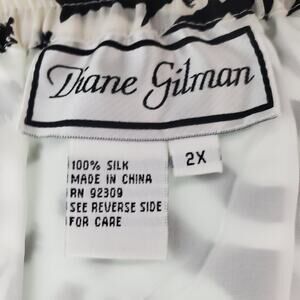 Diane Gilman
2X
100% SILK
MADE IN CHINA
RN 92309
SEE REVERSE SIDE
FOR CARE